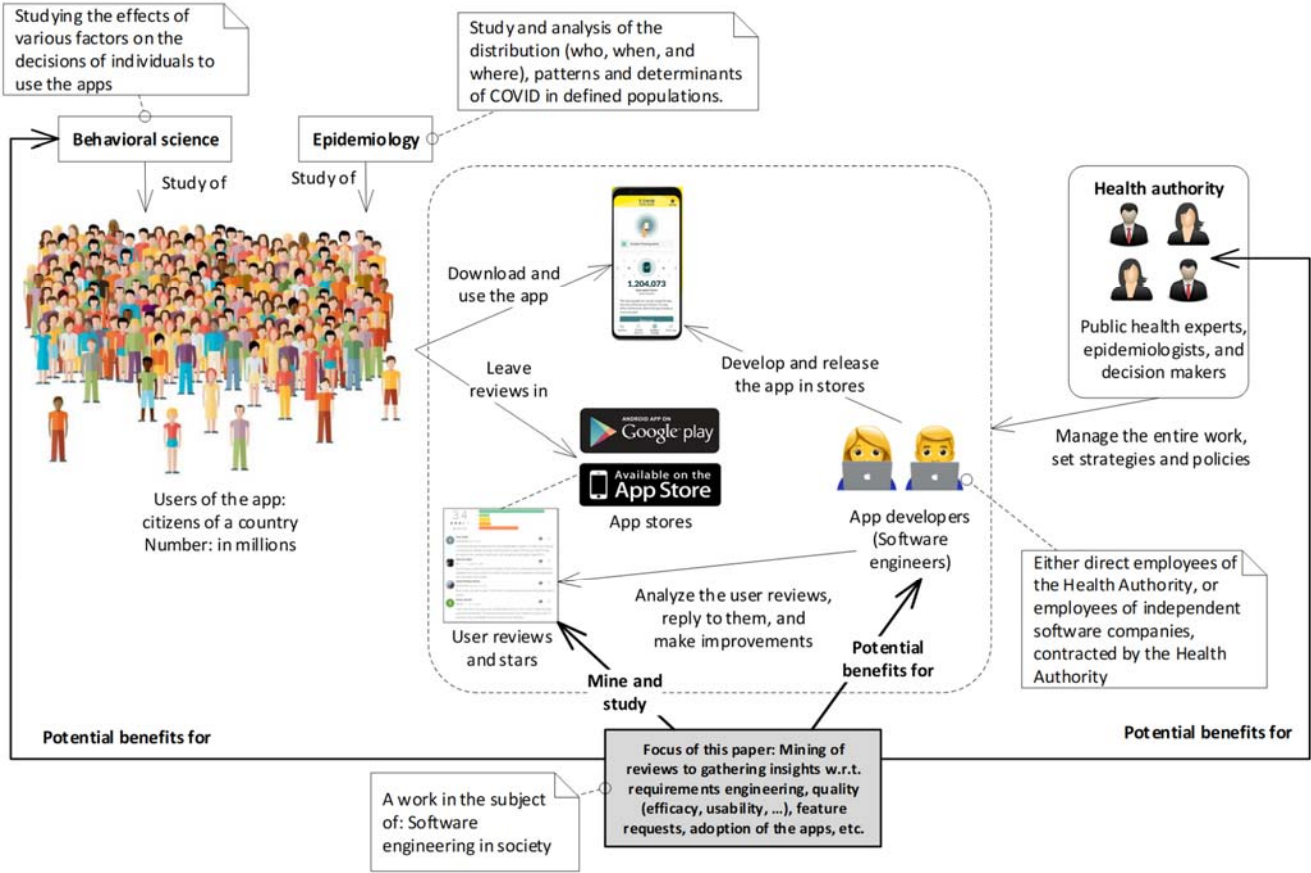 Studying the effects of
various factors on the
decisions of individuals to
use the apps
Study and analysis of the
distribution (who, when, and
where), patterns and determinants
of COVID in defined populations.
Behavioral science
Epidemiology
Study of
Study of
Health authority
Public health experts,
epidemiologists, and
decision makers
1.204.073
Download and
use the app
Develop and release
the app in stores
Leave
reviews in
ANDROID APP ON
Google play
Available on the
App Store
App stores
Manage the entire work,
set strategies and policies
Users of the app:
citizens of a country
Number: in millions
3.4
App developers
(Software
engineers)
Either direct employees of
the Health Authority, or
employees of independent
software companies,
contracted by the Health
Authority
Analyze the user reviews,
reply to them, and
make improvements
User reviews
and stars
Potential
benefits for
Mine and
study
Potential benefits for
Potential benefits for
Focus of this paper: Mining of
reviews to gathering insights w.r.t.
requirements engineering, quality
(efficacy, usability, ...), feature
requests, adoption of the apps, etc.
A work in the subject
of: Software
engineering in society